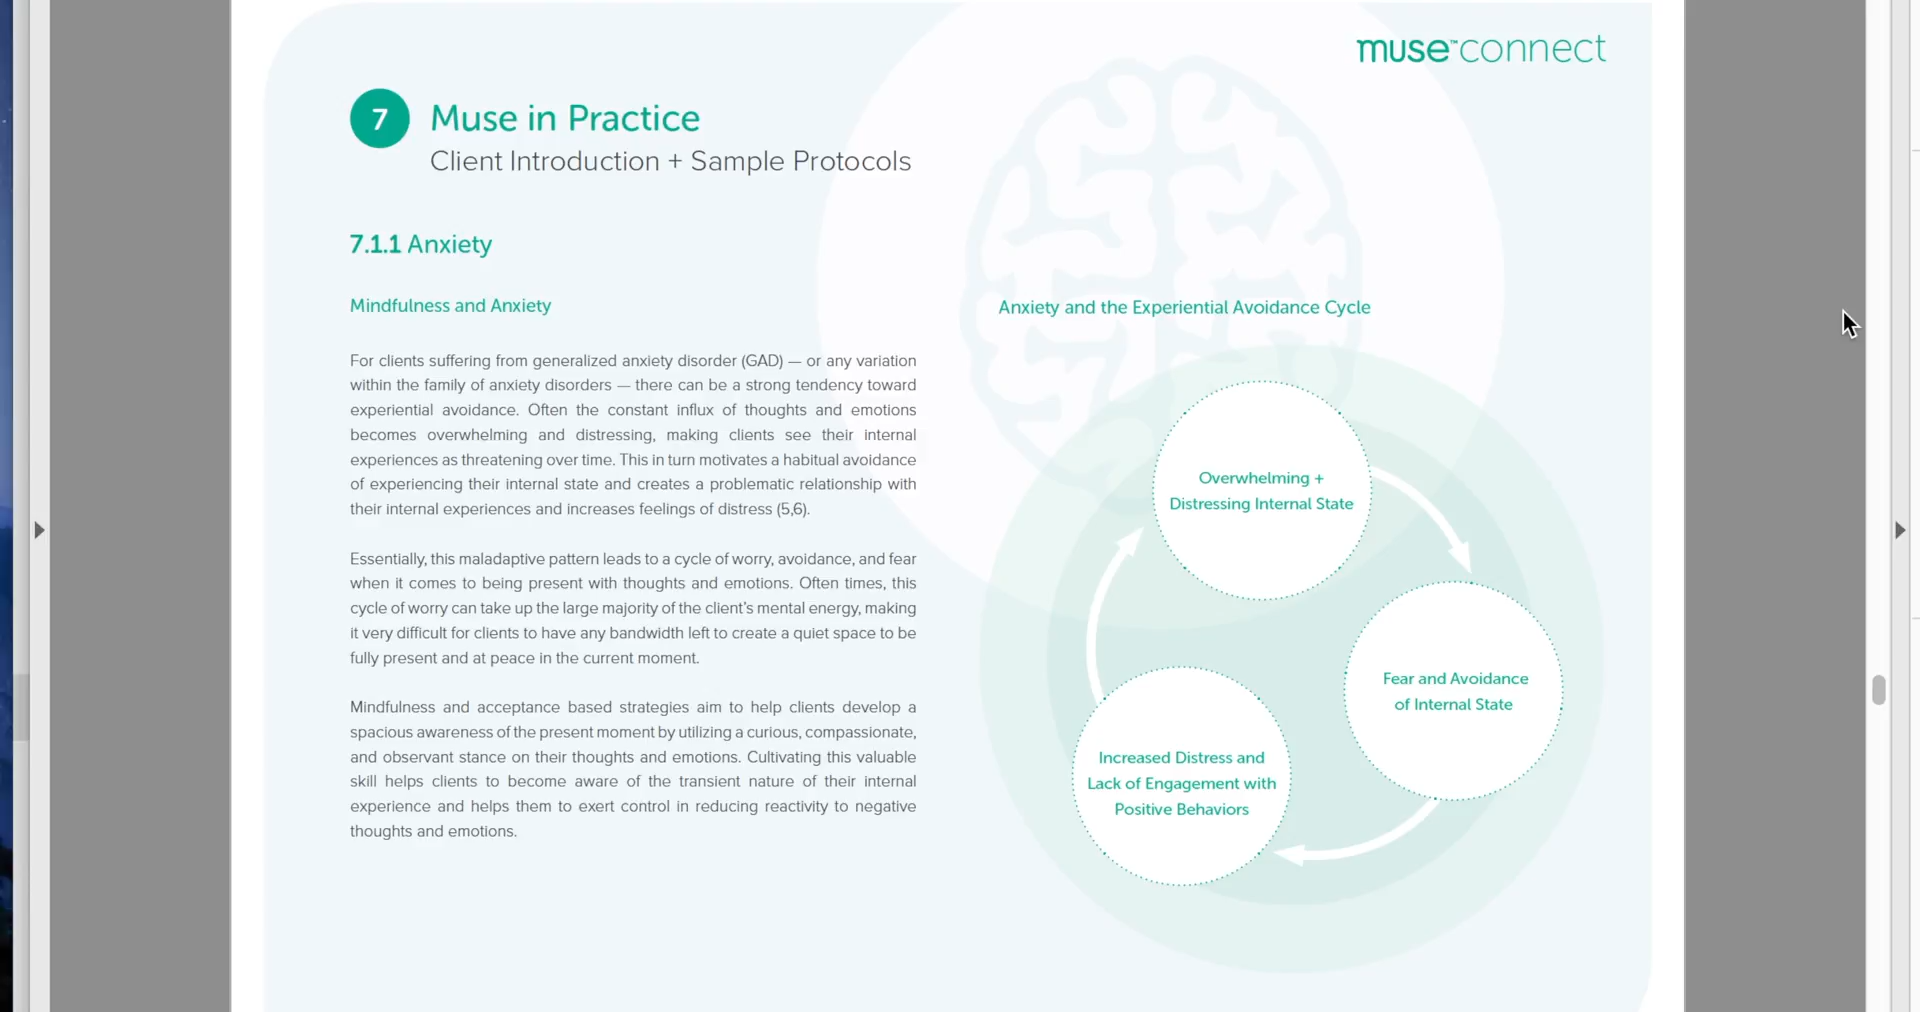 muse™connect
7
Muse in Practice
Client Introduction + Sample Protocols
7.1.1 Anxiety
Mindfulness and Anxiety
For clients suffering from generalized anxiety disorder (GAD) — or any variation
within the family of anxiety disorders — there can be a strong tendency toward
experiential avoidance. Often the constant influx of thoughts and emotions
becomes overwhelming and distressing, making clients see their internal
experiences as threatening over time. This in turn motivates a habitual avoidance
of experiencing their internal state and creates a problematic relationship with
their internal experiences and increases feelings of distress (5,6).
Essentially, this maladaptive pattern leads to a cycle of worry, avoidance, and fear
when it comes to being present with thoughts and emotions. Often times, this
cycle of worry can take up the large majority of the client’s mental energy, making
it very difficult for clients to have any bandwidth left to create a quiet space to be
fully present and at peace in the current moment.
Mindfulness and acceptance based strategies aim to help clients develop a
spacious awareness of the present moment by utilizing a curious, compassionate,
and observant stance on their thoughts and emotions. Cultivating this valuable
skill helps clients to become aware of the transient nature of their internal
experience and helps them to exert control in reducing reactivity to negative
thoughts and emotions.
Anxiety and the Experiential Avoidance Cycle
Overwhelming +
Distressing Internal State
Fear and Avoidance
of Internal State
Increased Distress and
Lack of Engagement with
Positive Behaviors